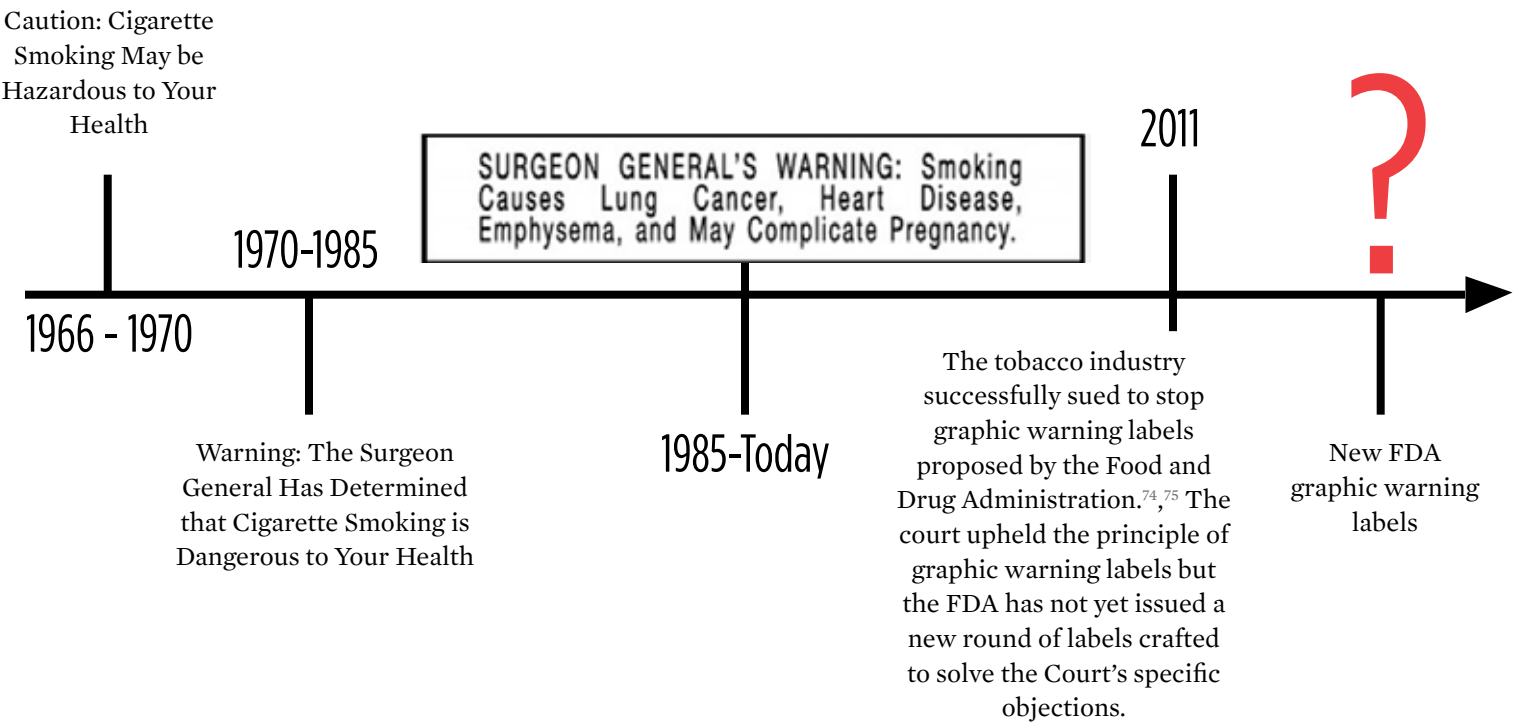 Caution: Cigarette
Smoking May be
Hazardous to Your
Health
1966 – 1970
1970-1985
Warning: The Surgeon
General Has Determined
that Cigarette Smoking is
Dangerous to Your Health
SURGEON GENERAL'S WARNING: Smoking
Causes Lung Cancer, Heart Disease,
Emphysema, and May Complicate Pregnancy.
1985-Today
2011
The tobacco industry
successfully sued to stop
graphic warning labels
proposed by the Food and
Drug Administration.74,75 The
court upheld the principle of
graphic warning labels but
the FDA has not yet issued a
new round of labels crafted
to solve the Court's specific
objections.
?
New FDA
graphic warning
labels